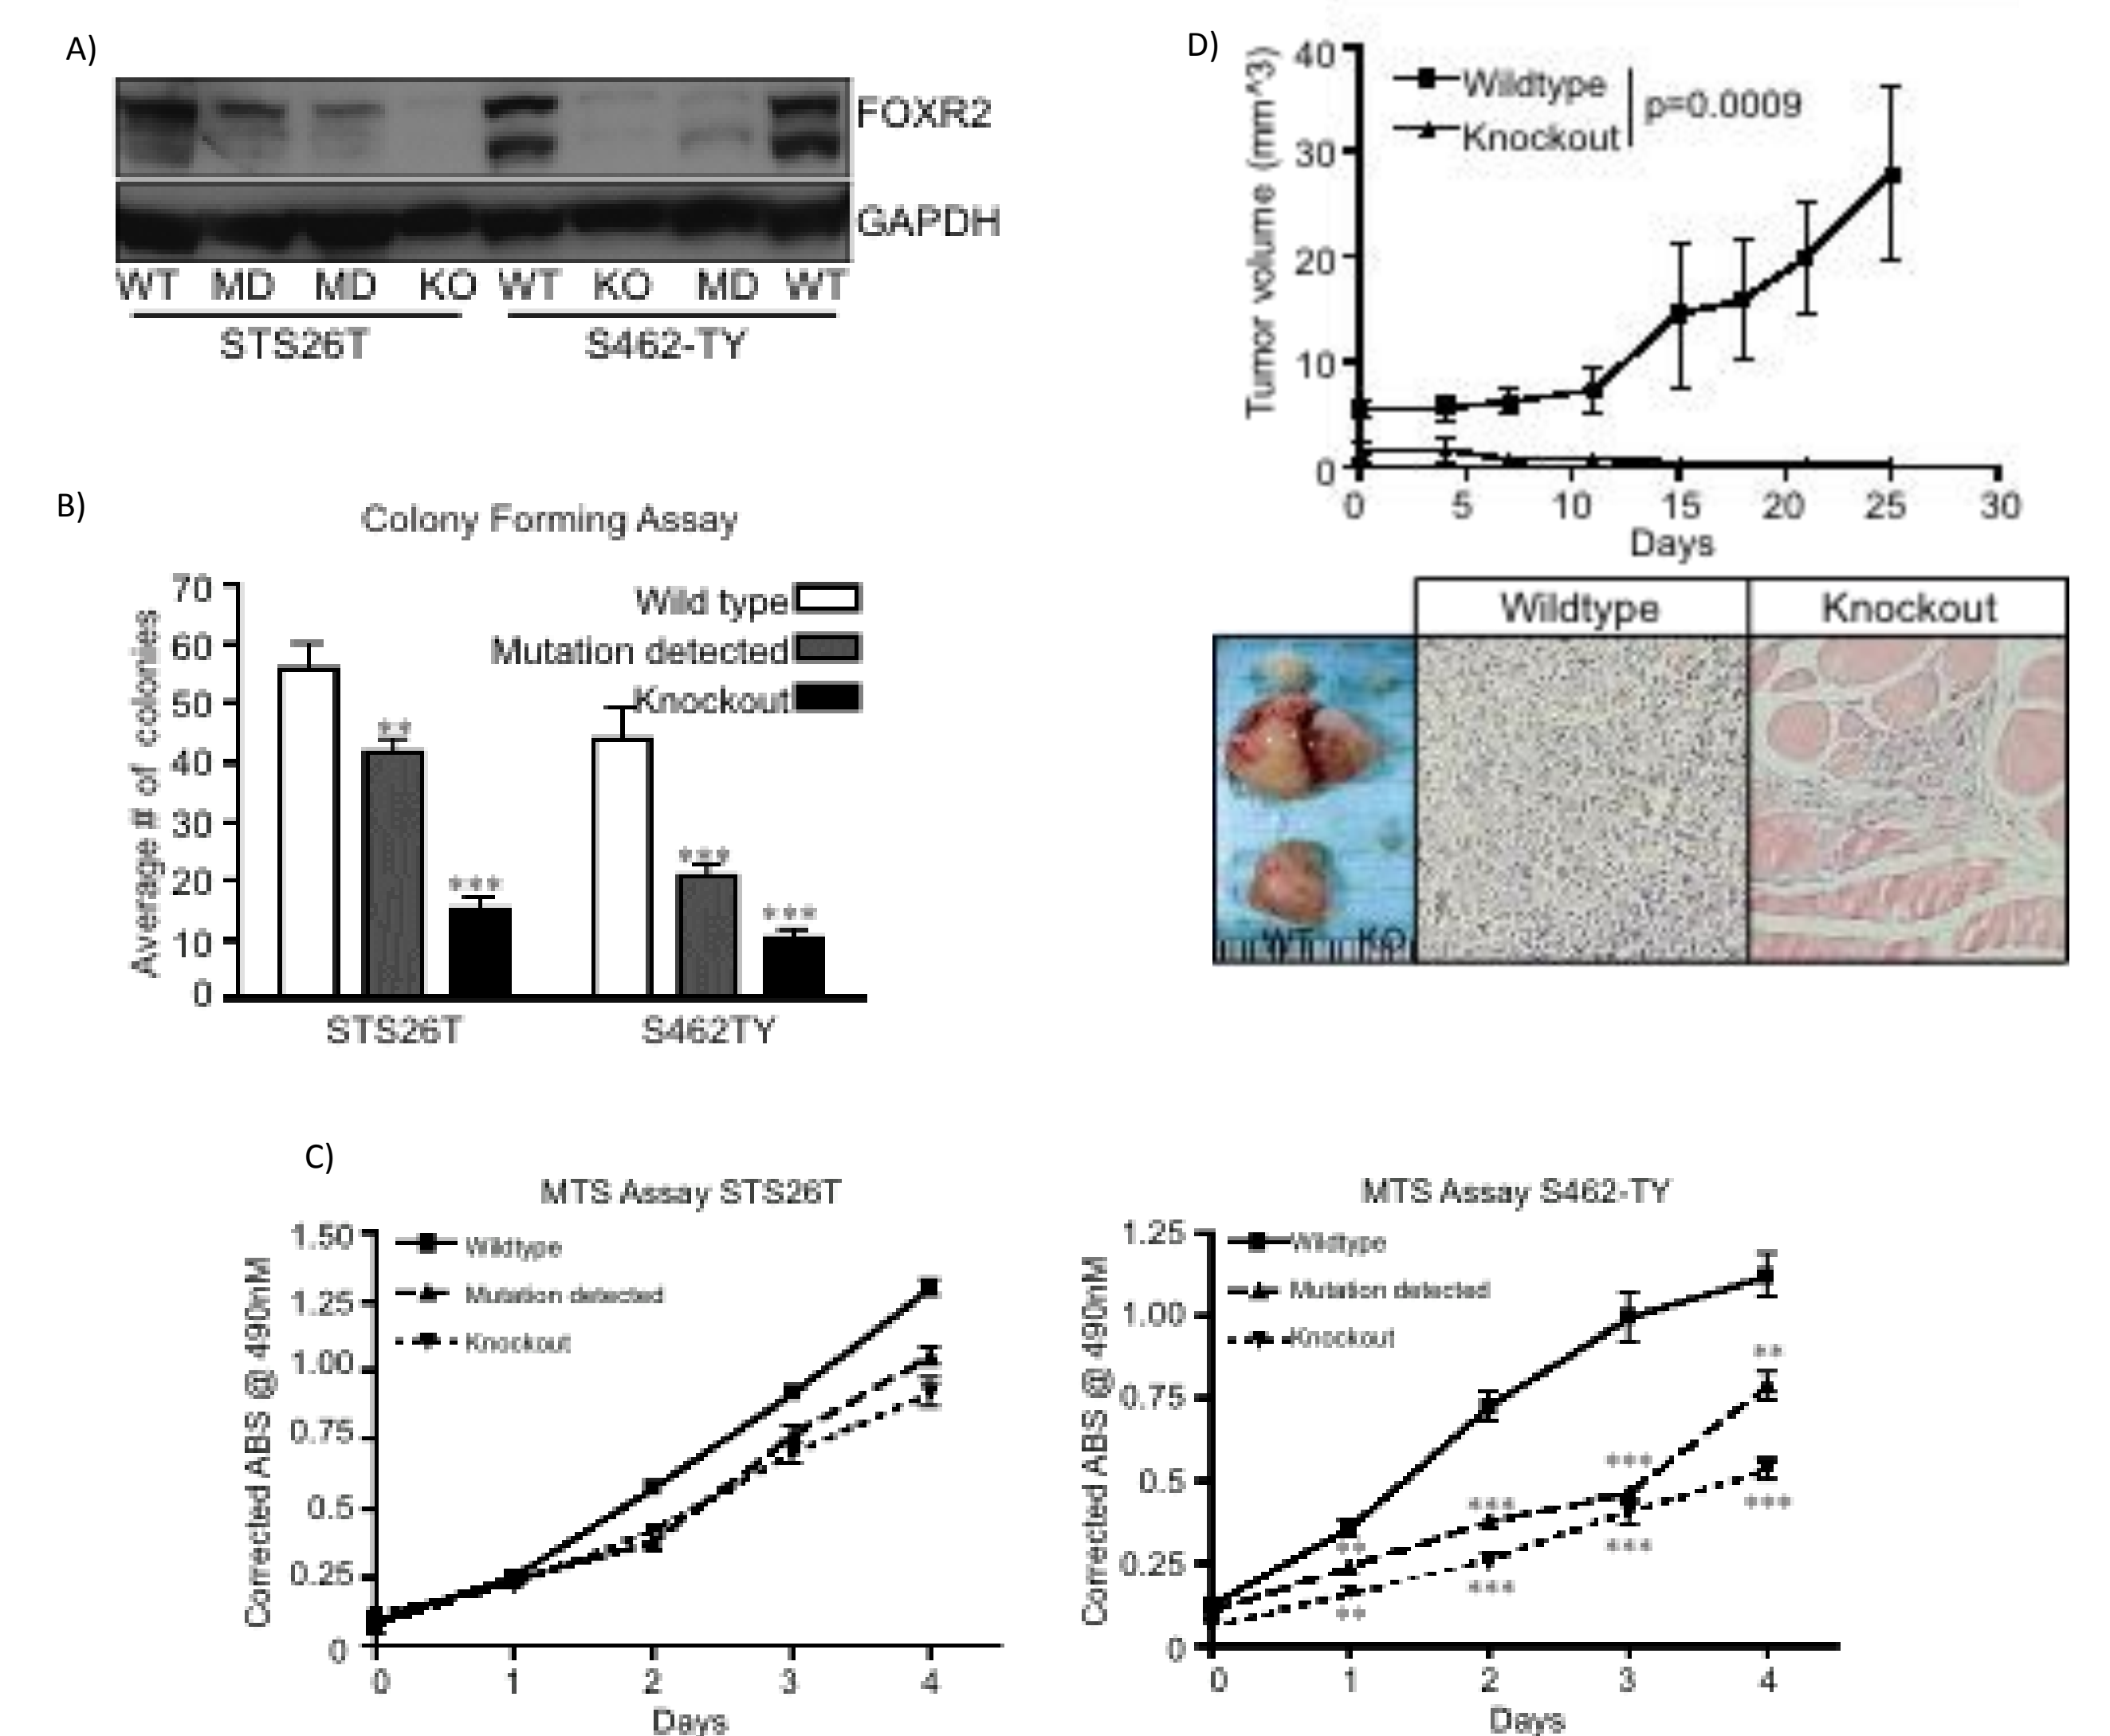 A)
FOXR2
GAPDH
WT MD MD KO WT KO MD WT
STS26T S462-TY
B)
Colony Forming Assay
Average # of colonies
70
60
50
40
30
20
10
0
Wild type
Mutation detected
Knockout
**
***
***
***
STS26T S462TY
C)
MTS Assay STS26T
Corrected ABS @ 490nM
1.50
1.25
1.00
0.75
0.5
0.25
0
Wildtype
Mutation detected
Knockout
0 1 2 3 4
Days
MTS Assay S462-TY
Corrected ABS @ 490nM
1.25
1.00
0.75
0.5
0.25
0
Wildtype
Mutation detected
Knockout
**
***
***
***
**
***
***
**
0 1 2 3 4
Days
D)
Tumor volume (mm^3)
40
30
20
10
0
Wildtype
Knockout
p=0.0009
0 5 10 15 20 25 30
Days
Wildtype Knockout
WT KO